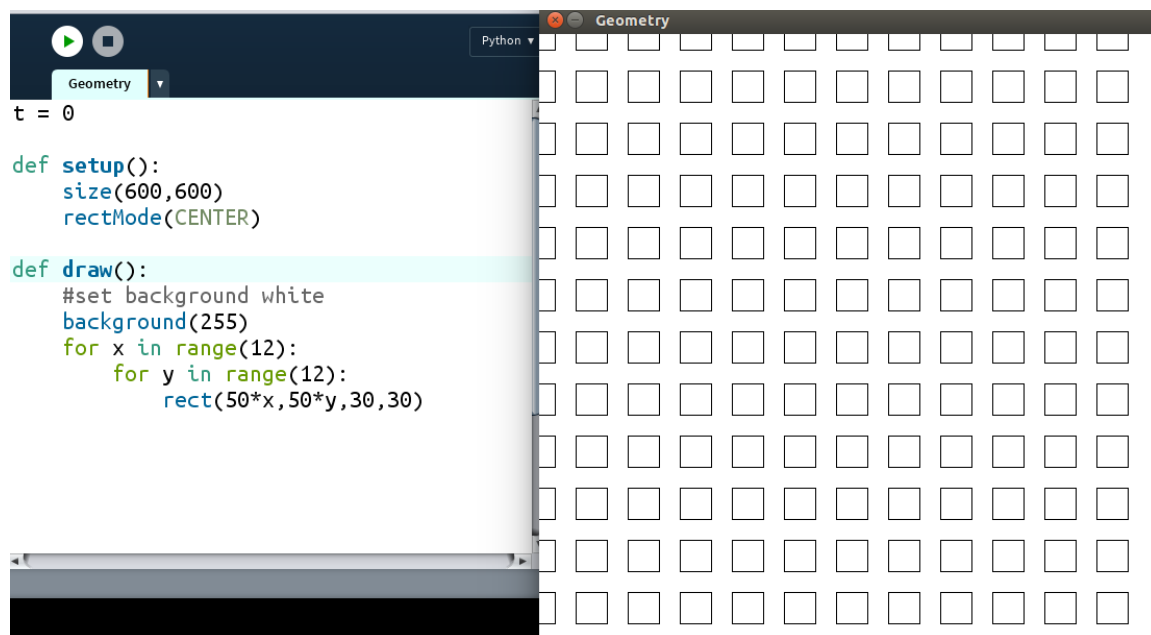 Geometry
Python ▾
Geometry ▾
t = 0
def setup():
    size(600,600)
    rectMode(CENTER)
def draw():
    #set background white
    background(255)
    for x in range(12):
        for y in range(12):
            rect(50*x,50*y,30,30)